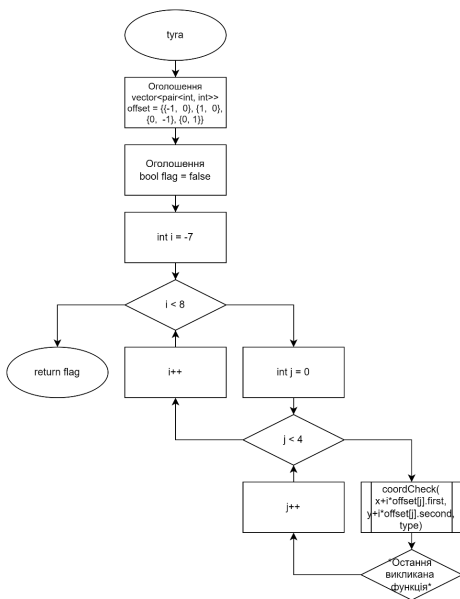 tyra
Оголошення
vector<pair<int, int>>
offset = {{-1, 0}, {1, 0},
{0, -1}, {0, 1}}
Оголошення
bool flag = false
int i = -7
i < 8
return flag
i++
int j = 0
j < 4
j++
coordCheck(
x+i*offset[j].first,
y+i*offset[j].second,
type)
*Остання
викликана
функція*